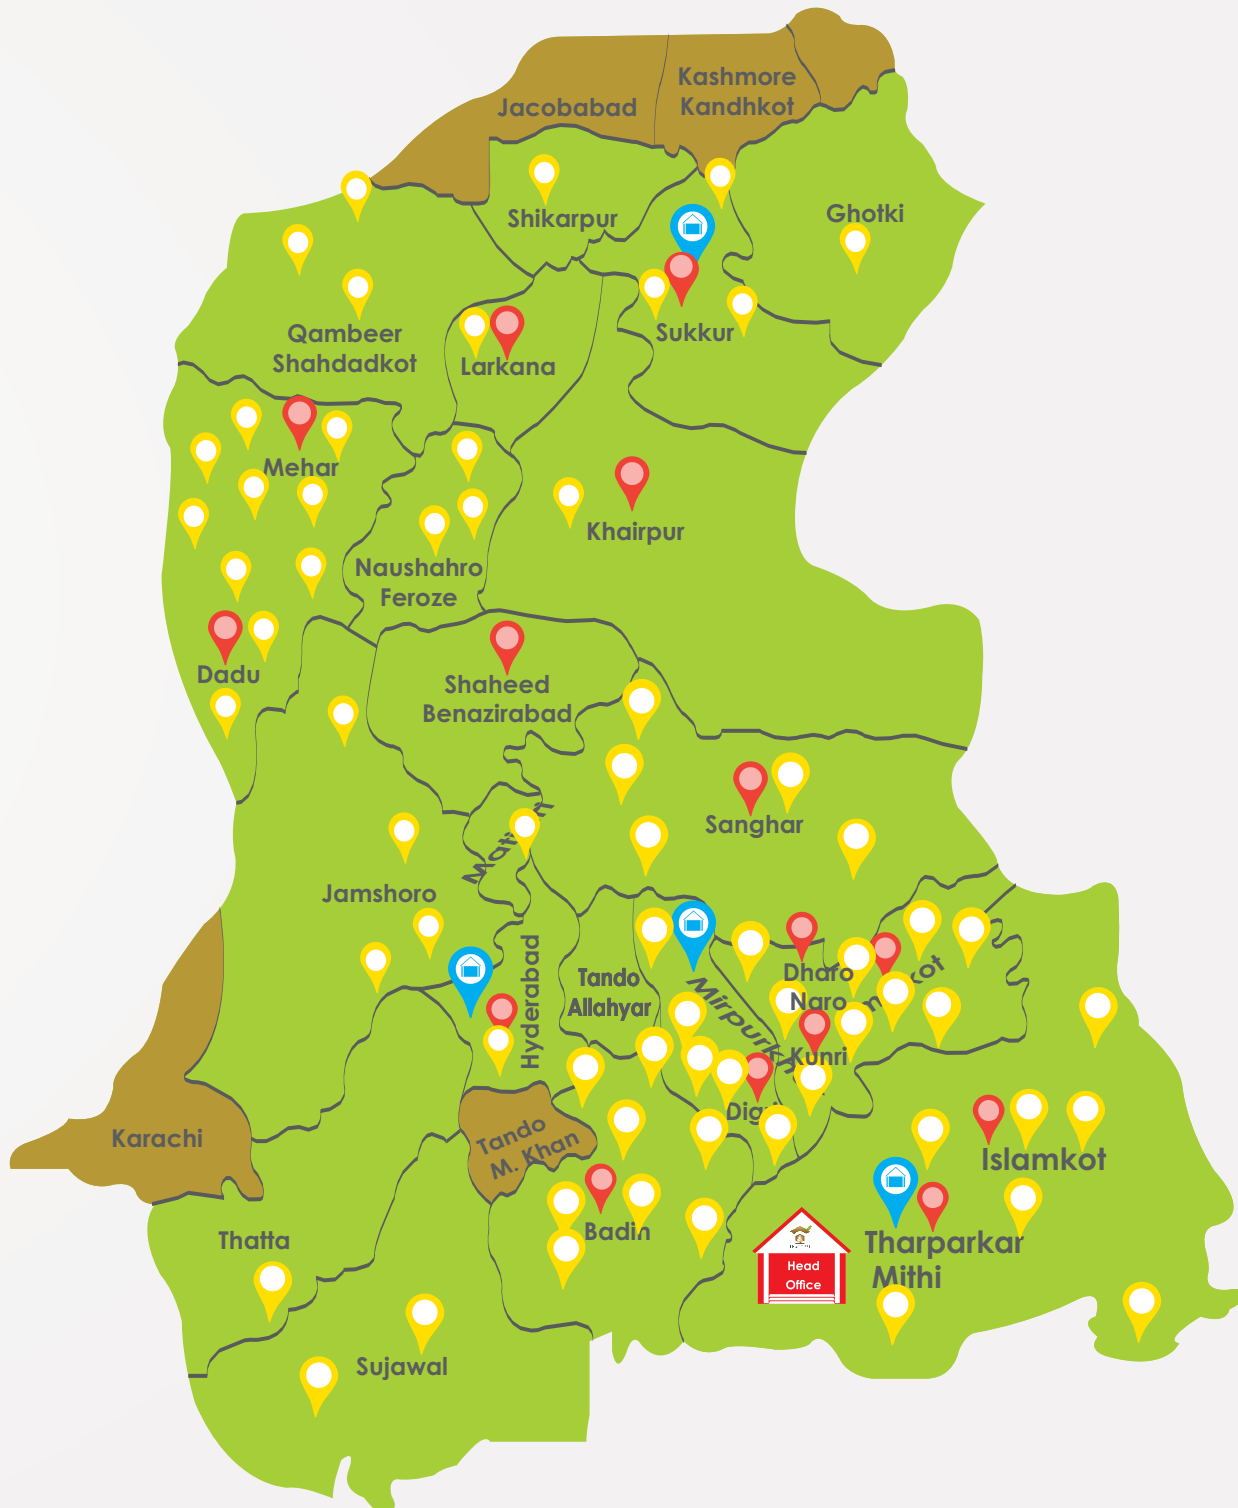 Kashmore
Kandhkot
Jacobabad
Shikarpur
Ghotki
Qambeer
Shahdadkot
Sukkur
Larkana
Mehar
Khairpur
Naushahro
Feroze
Dadu
Shaheed
Benazirabad
Sanghar
Jamshoro
Hyderabad
Tando
Allahyar
Dharo
Naro
Kunri
Karachi
Tando
M. Khan
Islamkot
Badin
Thatta
Tharparkar
Mithi
Head
Office
Sujawal